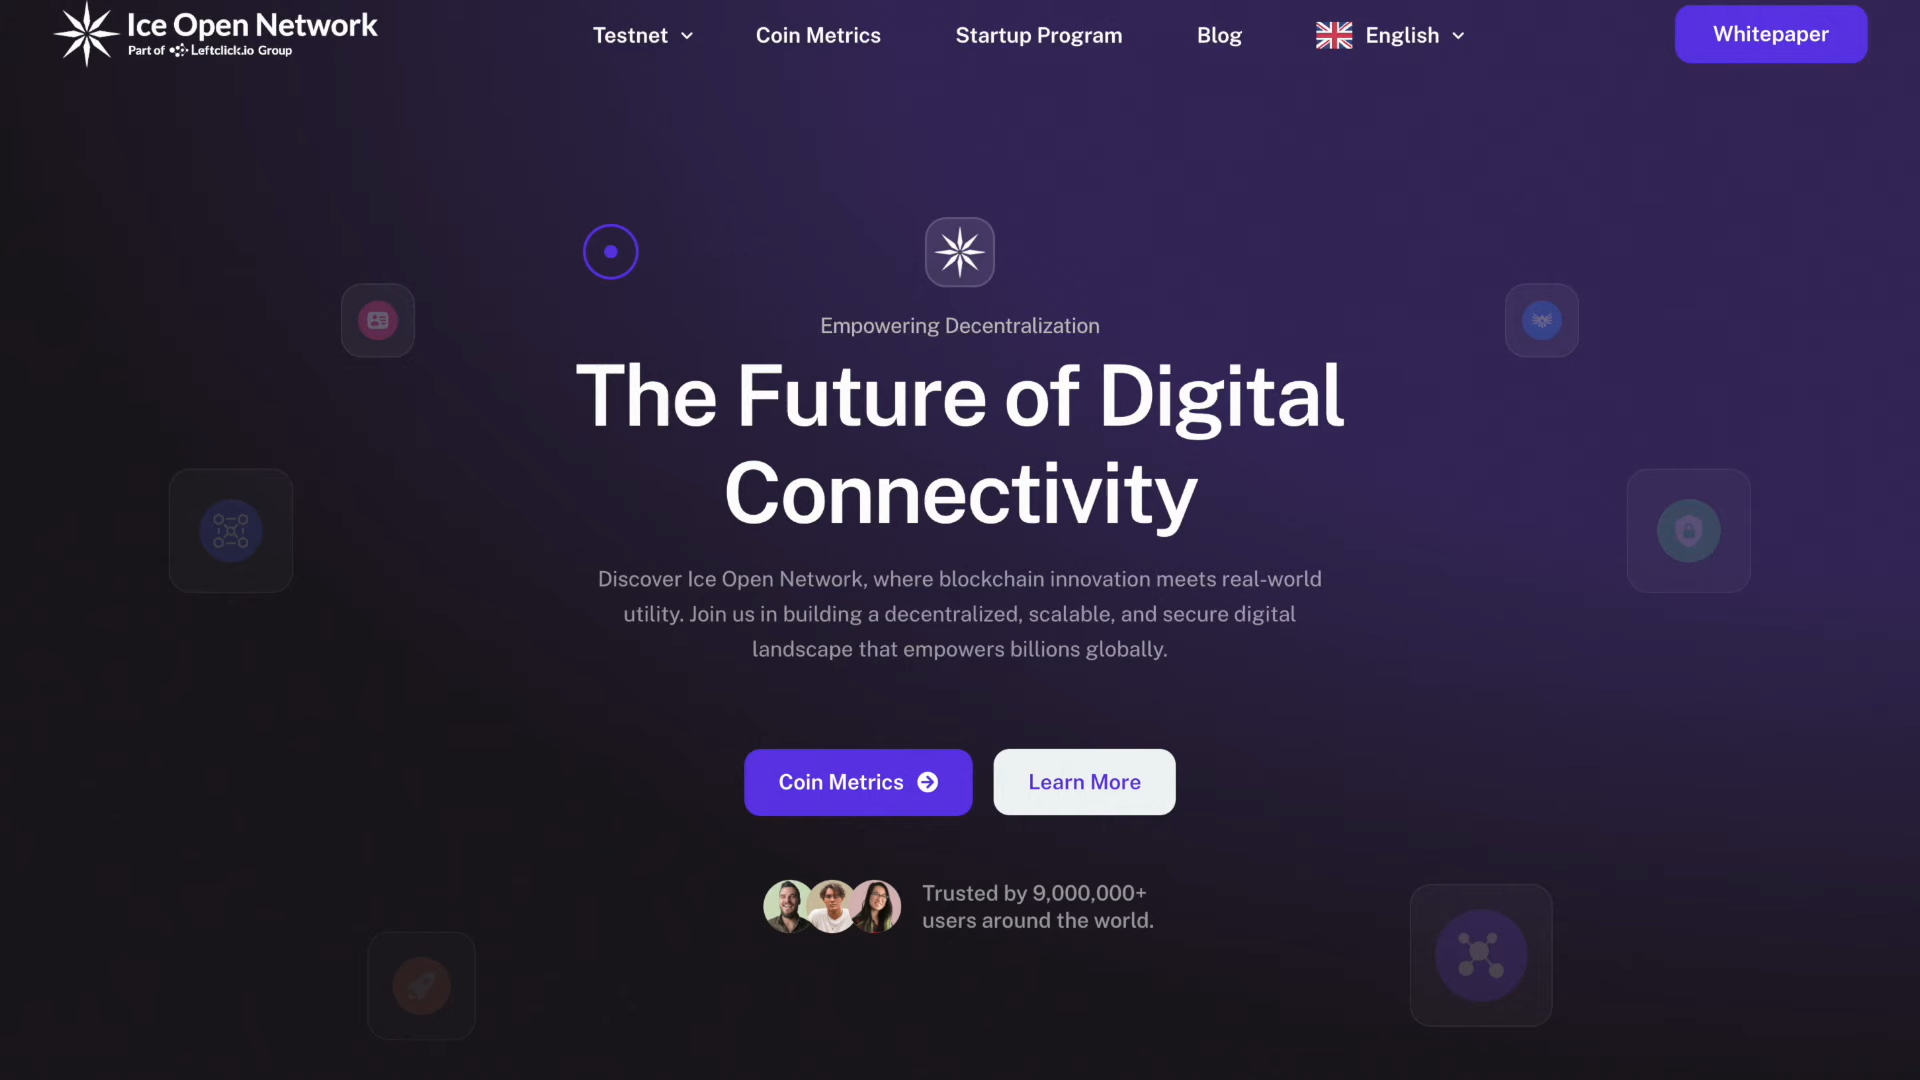 Ice Open Network
Part of Leftclick.io Group
Testnet
Coin Metrics
Startup Program
Blog
English
Whitepaper
Empowering Decentralization
The Future of Digital
Connectivity
Discover Ice Open Network, where blockchain innovation meets real-world
utility. Join us in building a decentralized, scalable, and secure digital
landscape that empowers billions globally.
Coin Metrics
Learn More
Trusted by 9,000,000+
users around the world.